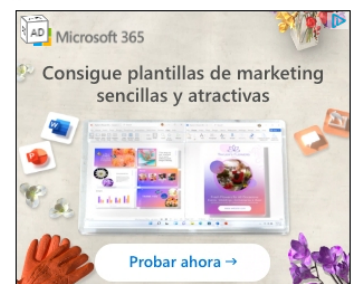 AD
Microsoft 365
Consigue plantillas de marketing
sencillas y atractivas
W
P
Probar ahora →